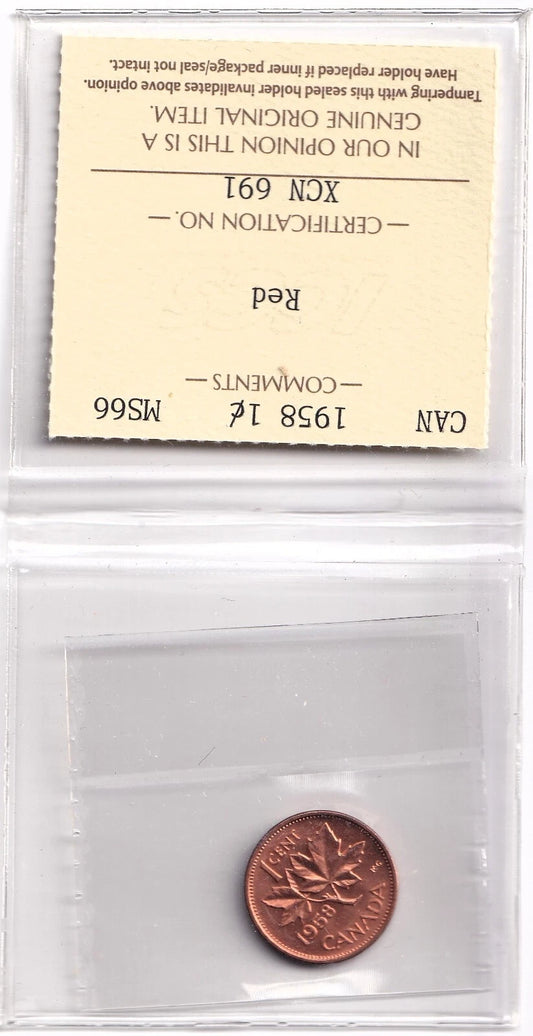 CAN 1958 1¢ MS66
— COMMENTS —
Red
— CERTIFICATION NO. —
XCN 691
IN OUR OPINION THIS IS A
GENUINE ORIGINAL ITEM.
Tampering with this sealed holder invalidates above opinion.
Have holder replaced if inner package/seal not intact.
1 CENT
KG
1958
CANADA